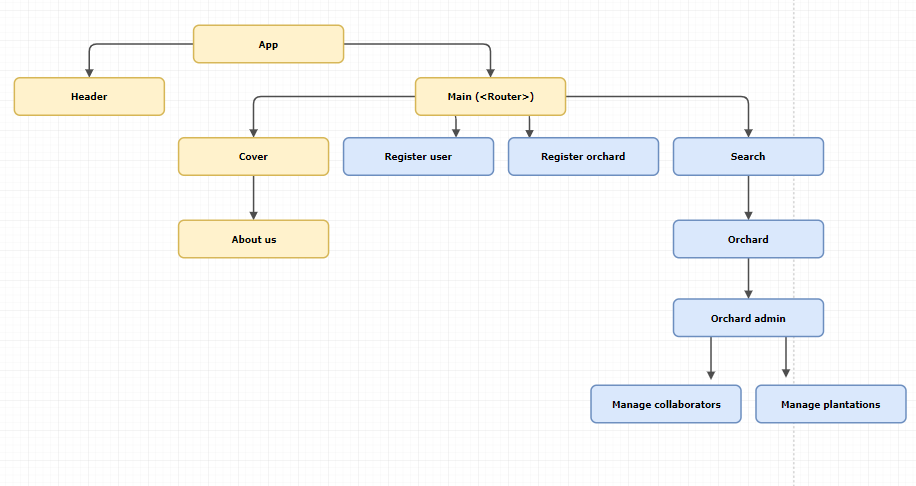 App
Header
Main (<Router>)
Cover
Register user
Register orchard
Search
About us
Orchard
Orchard admin
Manage collaborators
Manage plantations